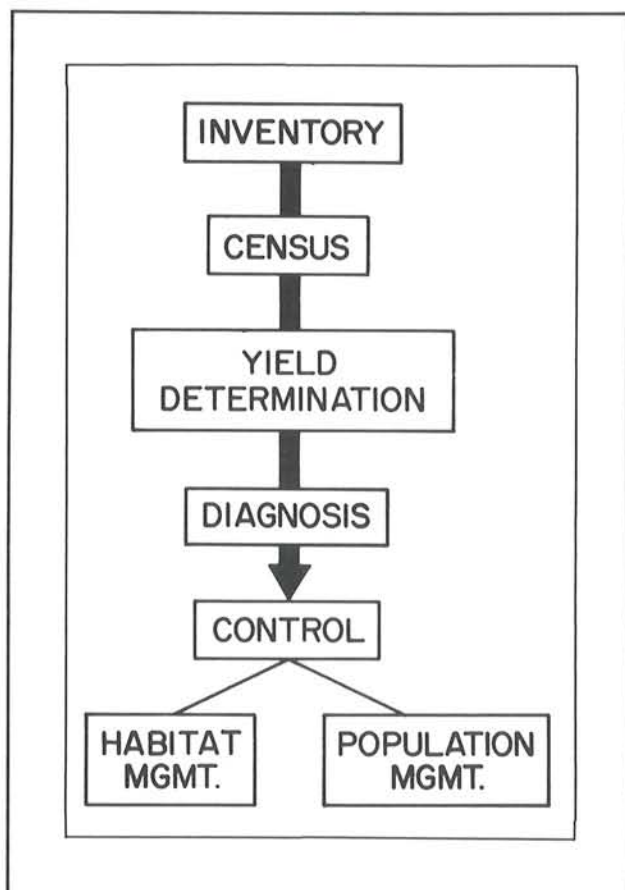 INVENTORY
CENSUS
YIELD
DETERMINATION
DIAGNOSIS
CONTROL
HABITAT
MGMT.
POPULATION
MGMT.